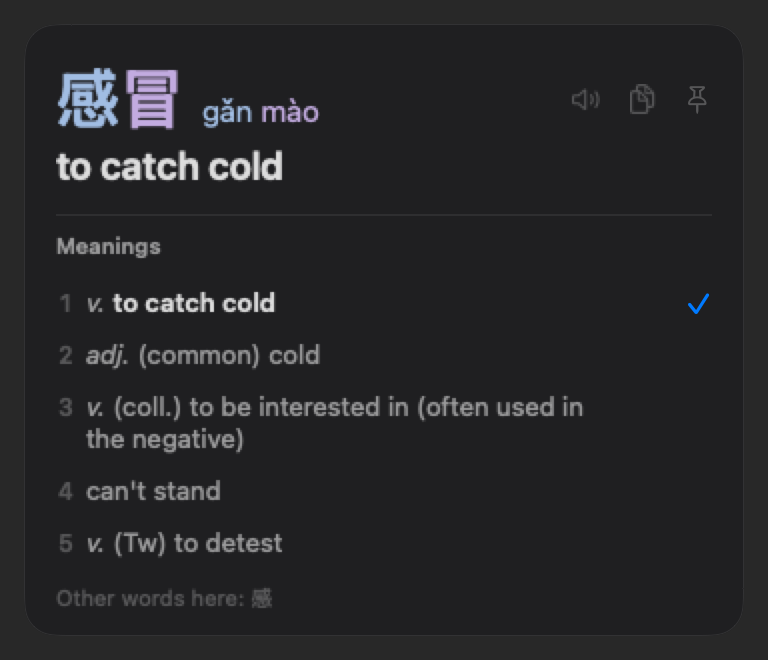 感冒 gǎn mào
to catch cold
Meanings
1 v. to catch cold
2 adj. (common) cold
3 v. (coll.) to be interested in (often used in
the negative)
4 can't stand
5 v. (Tw) to detest
Other words here: 感